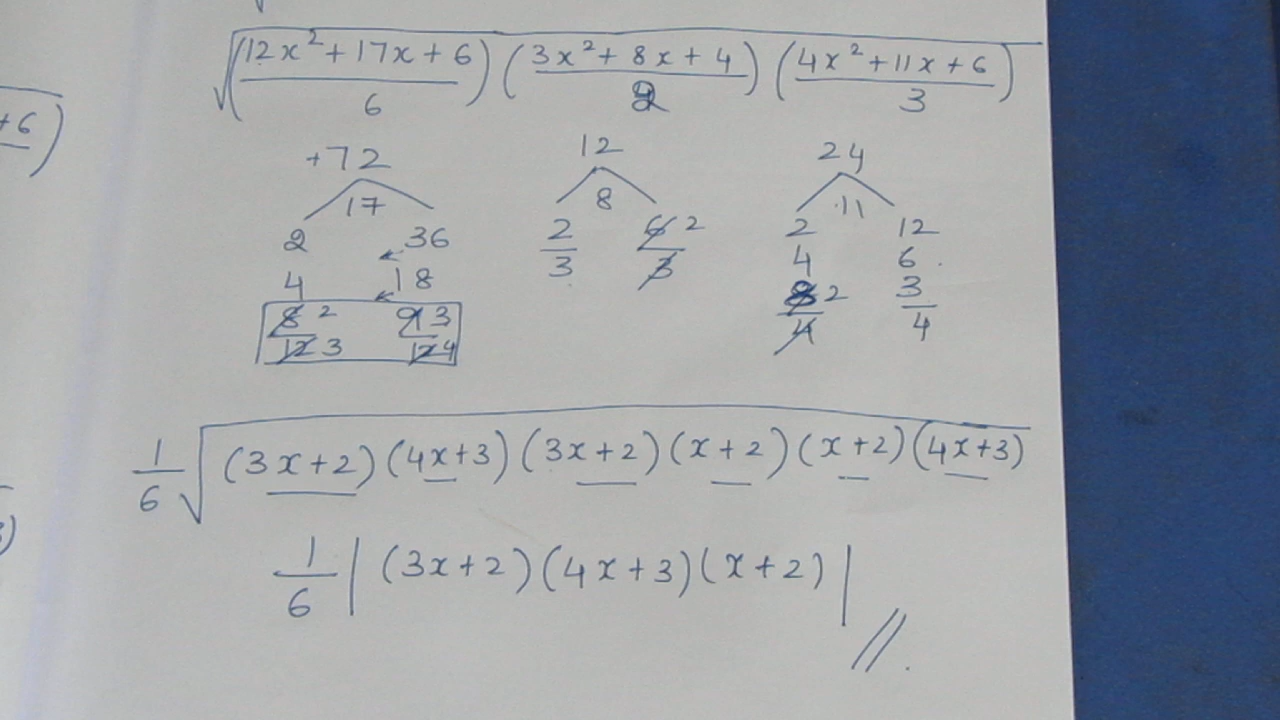 √((12x²+17x+6)/6) ((3x²+8x+4)/2) ((4x²+11x+6)/3)
+6)
+72 12 24
17 8 11
2 36 2/3 6 2/3 2 12
4 18 4 6
8 2 9 3 8 2 3
12 3 12 4 4 4
1/6 √(3x+2)(4x+3)(3x+2)(x+2)(x+2)(4x+3)
)
1/6 |(3x+2)(4x+3)(x+2)| //.